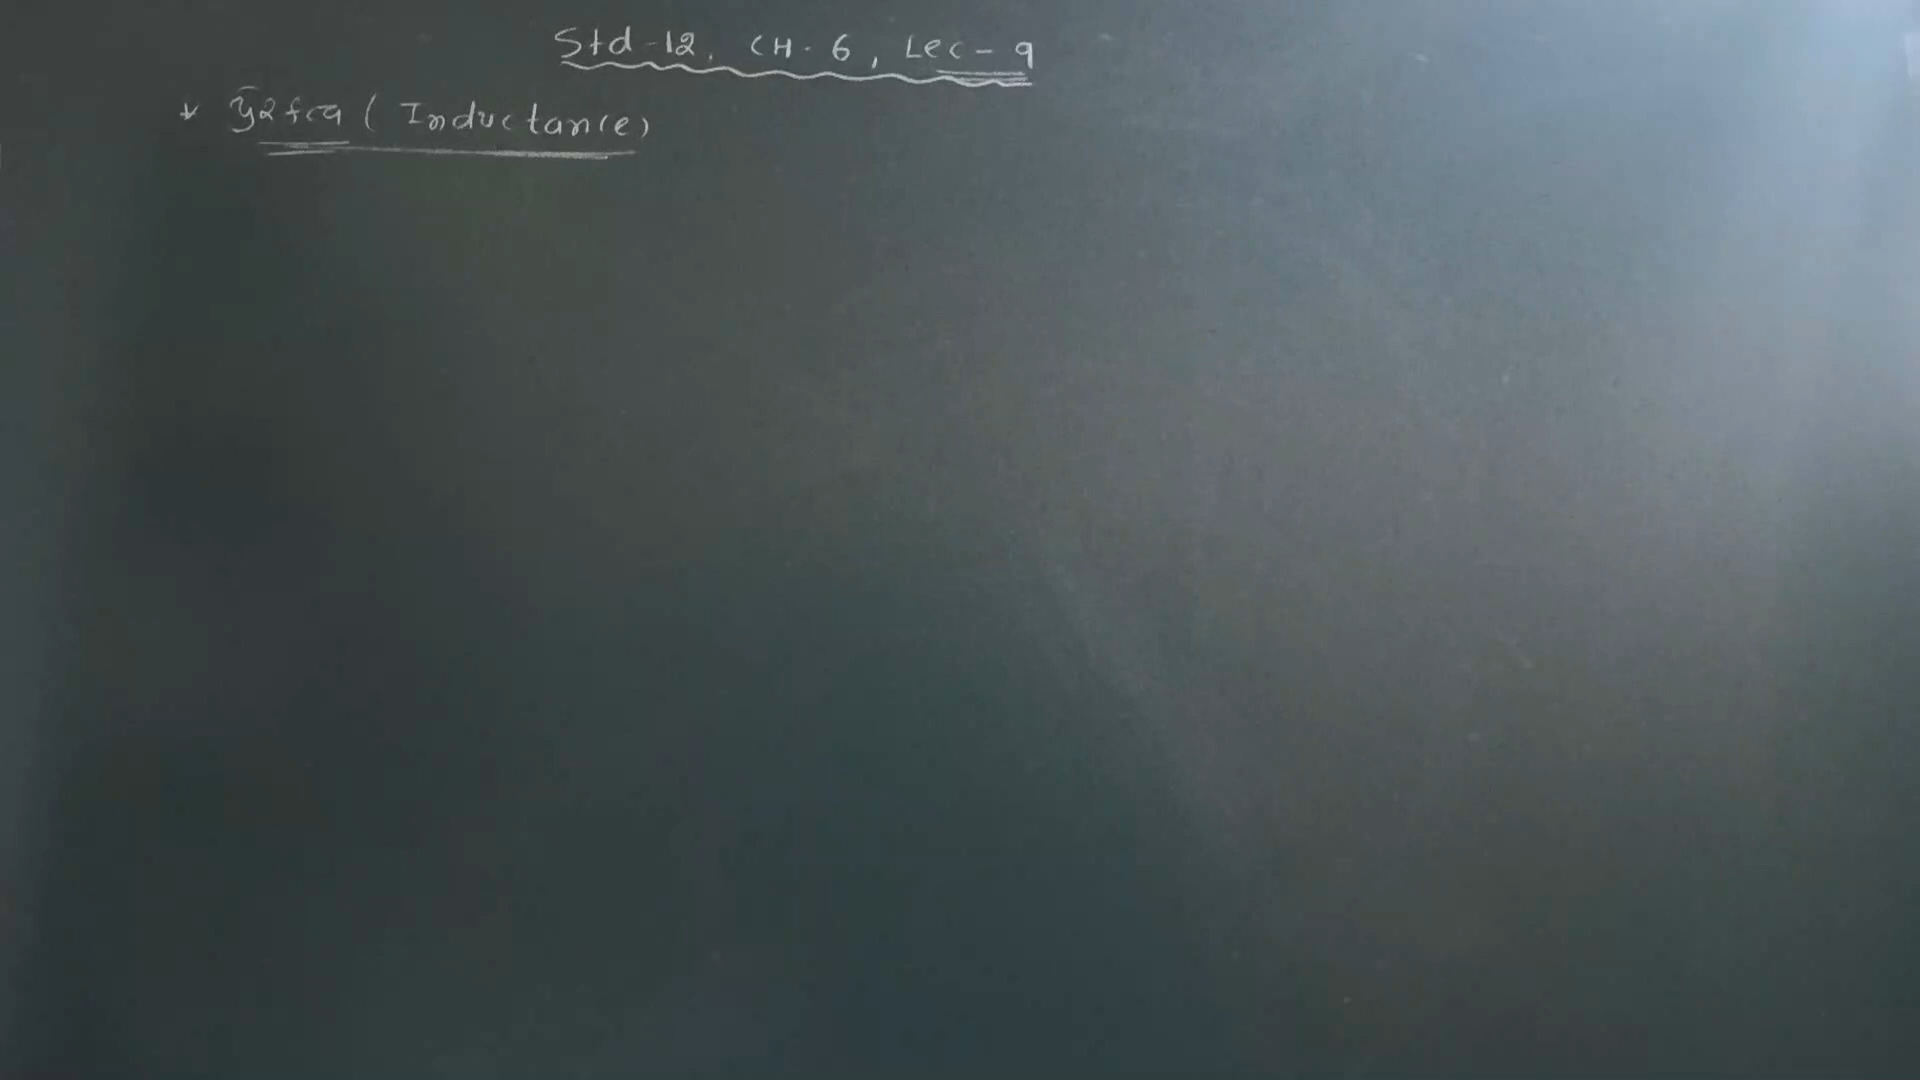 Std-12, CH-6, Lec-9
* પ્રેરકત્વ (Inductance)